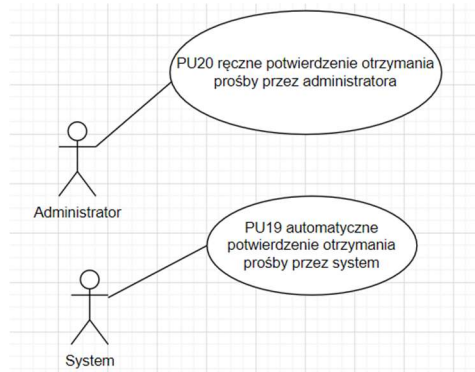 PU20 ręczne potwierdzenie otrzymania
prośby przez administratora
Administrator
PU19 automatyczne
potwierdzenie otrzymania
prośby przez system
System